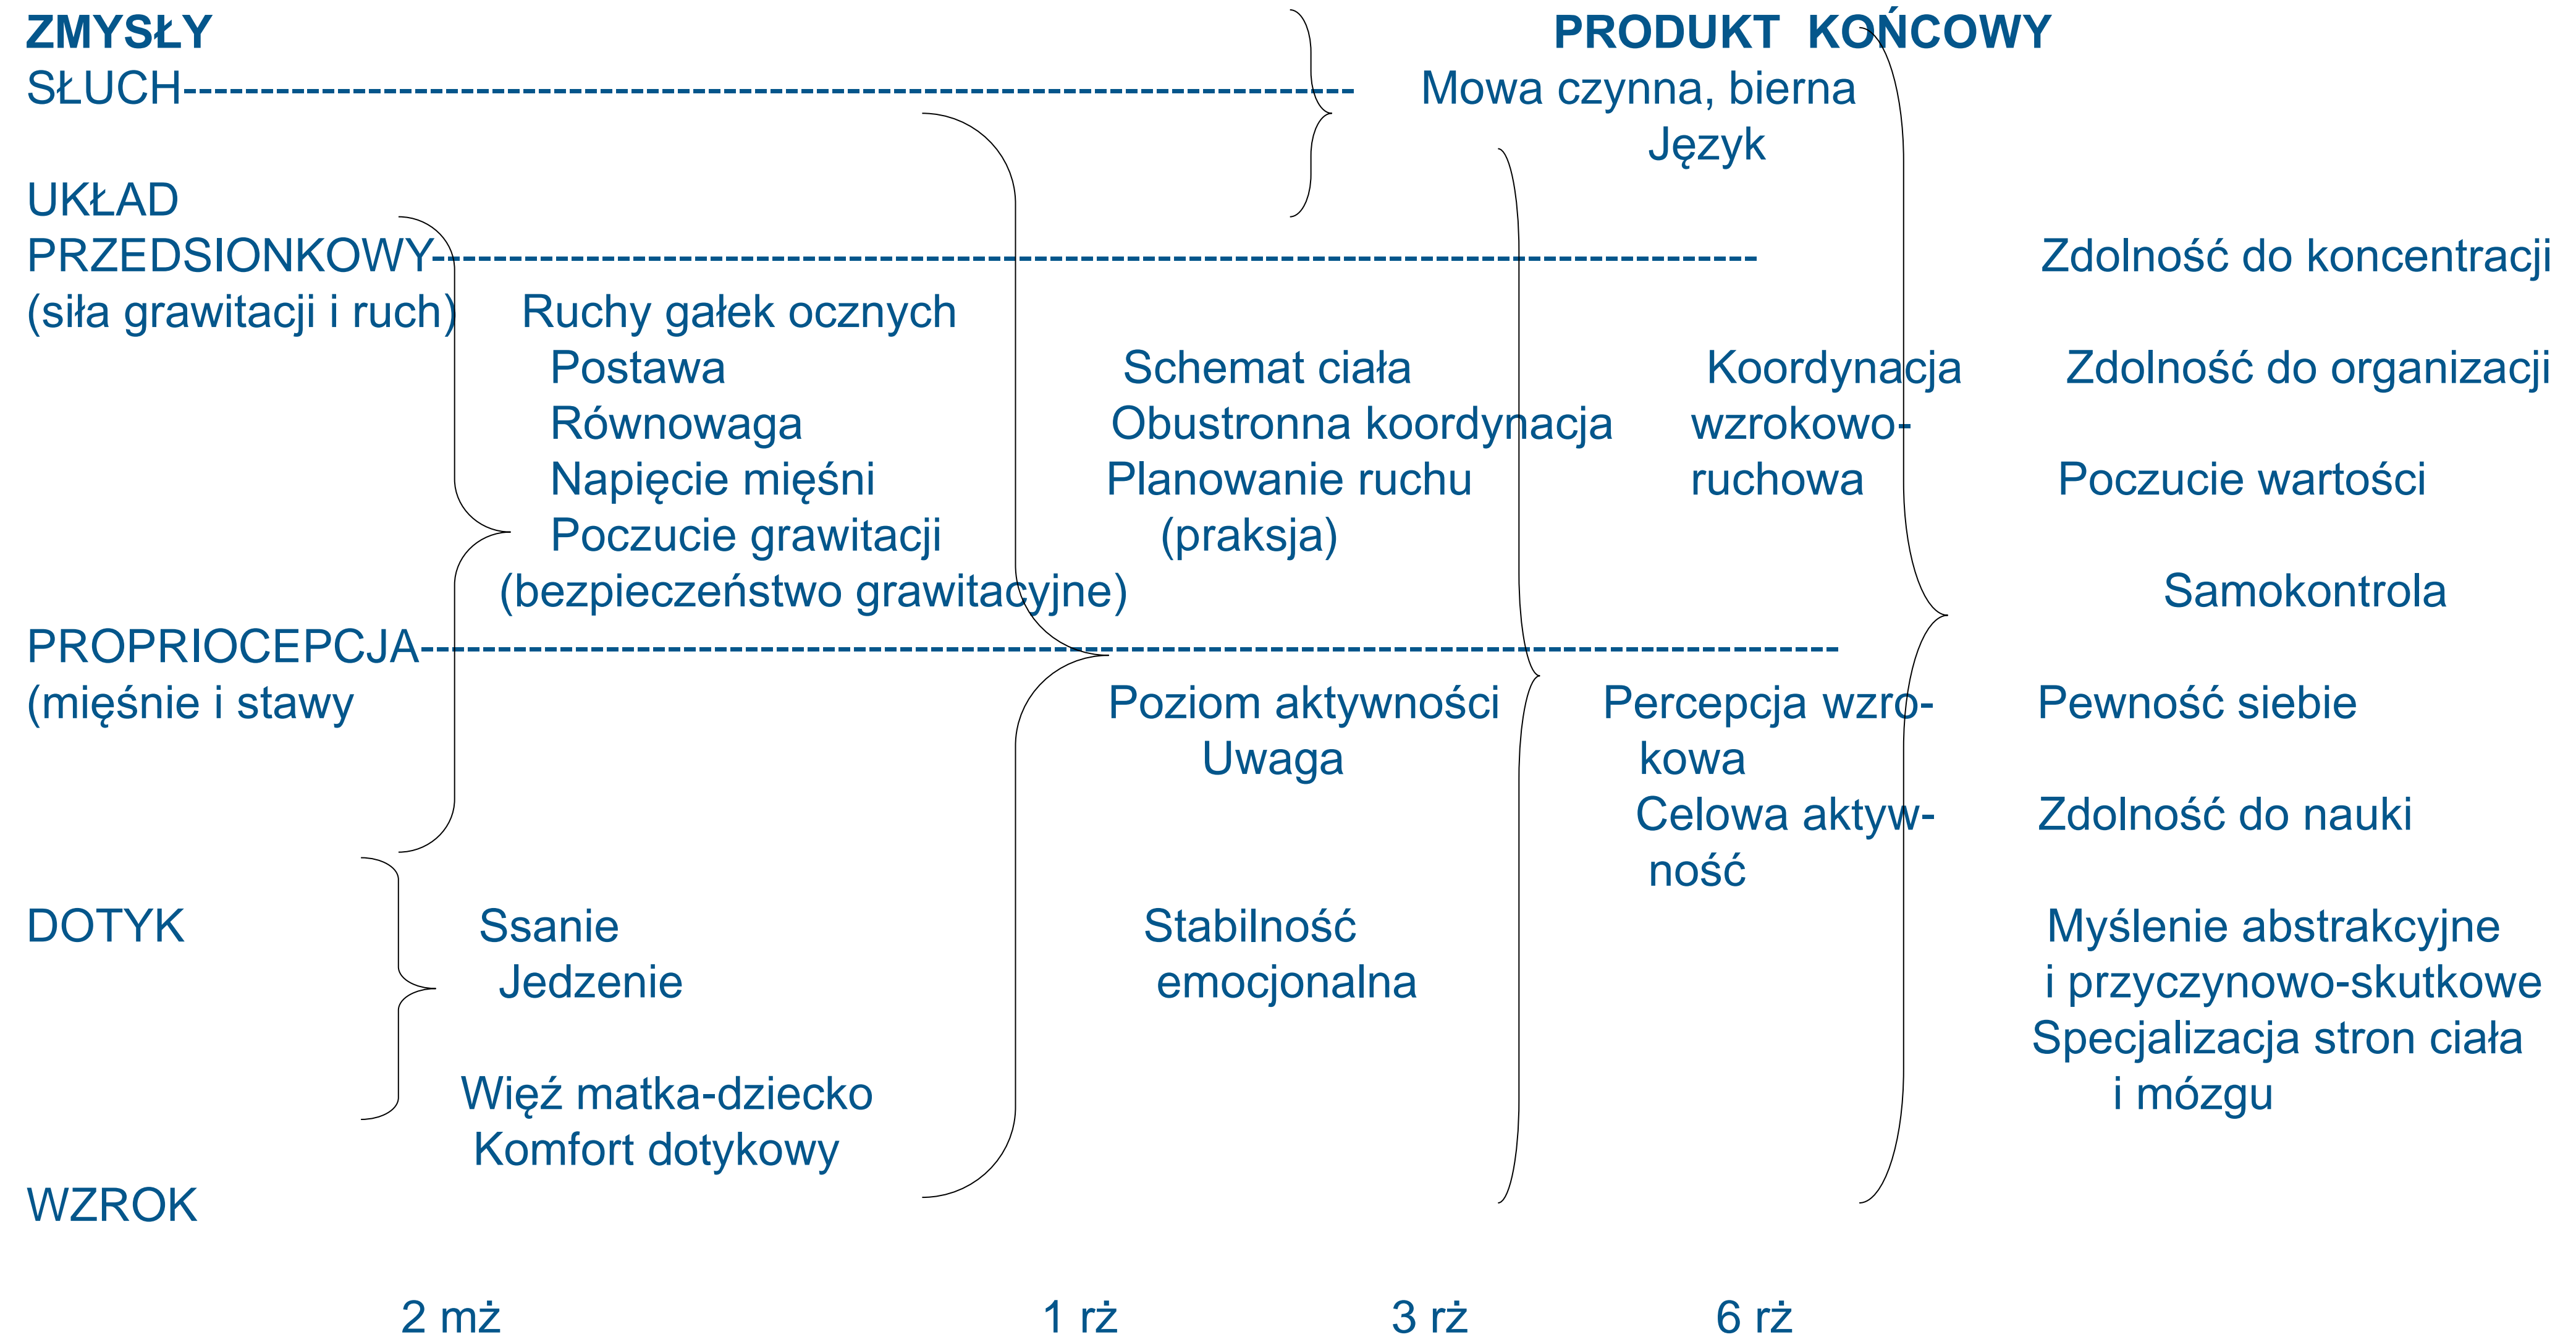 ZMYSŁY PRODUKT KOŃCOWY
SŁUCH------------------------------------------------------------------------------ Mowa czynna, bierna
Język
UKŁAD
PRZEDSIONKOWY--------------------------------------------------------------------------------------- Zdolność do koncentracji
(siła grawitacji i ruch) Ruchy gałek ocznych
Postawa Schemat ciała Koordynacja Zdolność do organizacji
Równowaga Obustronna koordynacja wzrokowo-
Napięcie mięśni Planowanie ruchu ruchowa Poczucie wartości
Poczucie grawitacji (praksja)
(bezpieczeństwo grawitacyjne) Samokontrola
PROPRIOCEPCJA---------------------------------------------------------------------------------------------
(mięśnie i stawy Poziom aktywności Percepcja wzro- Pewność siebie
Uwaga kowa
Celowa aktyw- Zdolność do nauki
ność
DOTYK Ssanie Stabilność Myślenie abstrakcyjne
Jedzenie emocjonalna i przyczynowo-skutkowe
Specjalizacja stron ciała
Więź matka-dziecko i mózgu
Komfort dotykowy
WZROK
2 mż 1 rż 3 rż 6 rż